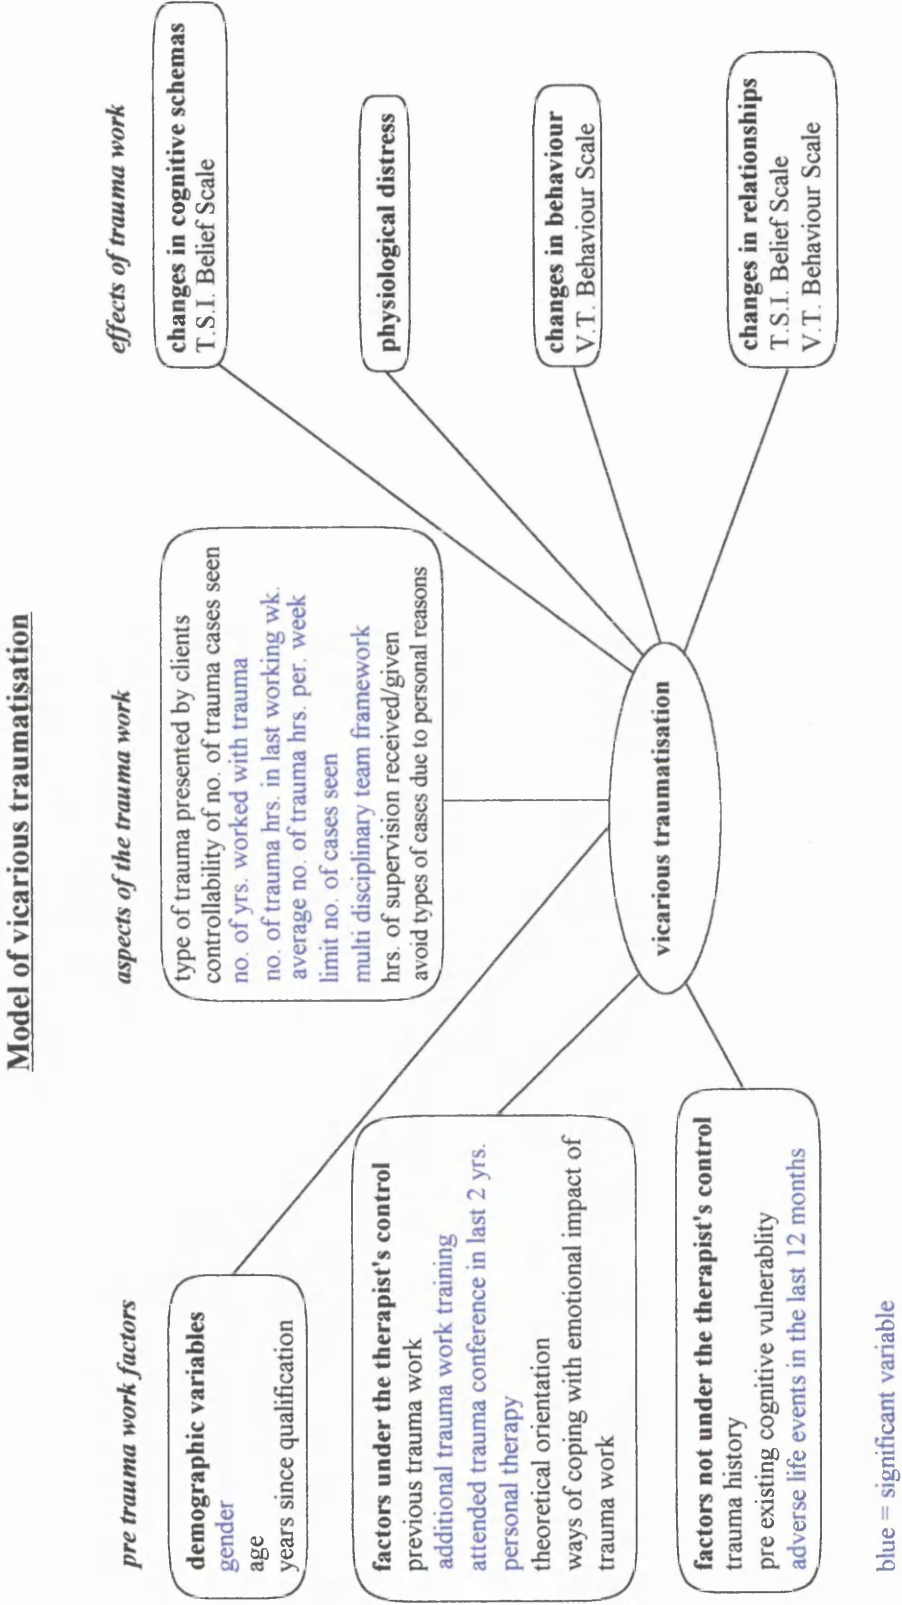 Model of vicarious traumatisation
pre trauma work factors
aspects of the trauma work
effects of trauma work
demographic variables
gender
age
years since qualification
factors under the therapist's control
previous trauma work
additional trauma work training
attended trauma conference in last 2 yrs.
personal therapy
theoretical orientation
ways of coping with emotional impact of
trauma work
factors not under the therapist's control
trauma history
pre existing cognitive vulnerablity
adverse life events in the last 12 months
type of trauma presented by clients
controllability of no. of trauma cases seen
no. of yrs. worked with trauma
no. of trauma hrs. in last working wk.
average no. of trauma hrs. per. week
limit no. of cases seen
multi disciplinary team framework
hrs. of supervision received/given
avoid types of cases due to personal reasons
vicarious traumatisation
changes in cognitive schemas
T.S.I. Belief Scale
physiological distress
changes in behaviour
V.T. Behaviour Scale
changes in relationships
T.S.I. Belief Scale
V.T. Behaviour Scale
blue = significant variable